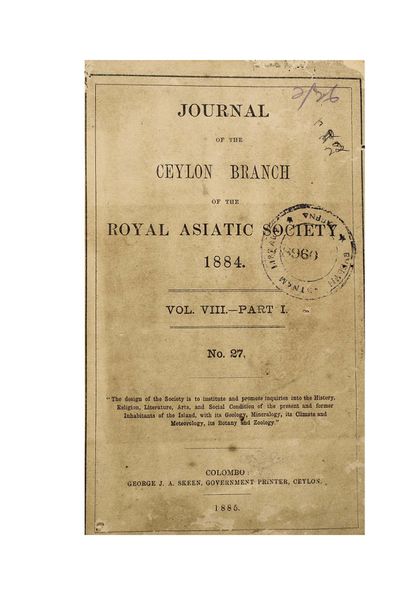 JOURNAL
OF THE
CEYLON BRANCH
OF THE
ROYAL ASIATIC SOCIETY
1884.
VOL. VIII.—PART I.
No. 27.
"The design of the Society is to institute and promote inquiries into the History,
Religion, Literature, Arts, and Social Condition of the present and former
Inhabitants of the Island, with its Geology, Mineralogy, its Climate and
Meteorology, its Botany and Zoology."
COLOMBO:
GEORGE J. A. SKEEN, GOVERNMENT PRINTER, CEYLON.
1885.